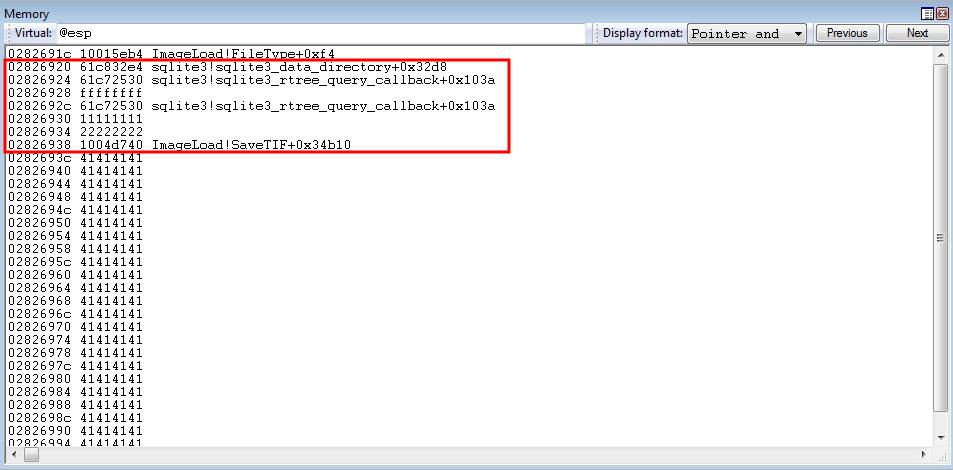 Memory
Virtual: @esp Display format: Pointer and Previous Next
0282691c 10015eb4 ImageLoad!FileType+0xf4
02826920 61c832e4 sqlite3!sqlite3_data_directory+0x32d8
02826924 61c72530 sqlite3!sqlite3_rtree_query_callback+0x103a
02826928 ffffffff
0282692c 61c72530 sqlite3!sqlite3_rtree_query_callback+0x103a
02826930 11111111
02826934 22222222
02826938 1004d740 ImageLoad!SaveTIF+0x34b10
0282693c 41414141
02826940 41414141
02826944 41414141
02826948 41414141
0282694c 41414141
02826950 41414141
02826954 41414141
02826958 41414141
0282695c 41414141
02826960 41414141
02826964 41414141
02826968 41414141
0282696c 41414141
02826970 41414141
02826974 41414141
02826978 41414141
0282697c 41414141
02826980 41414141
02826984 41414141
02826988 41414141
0282698c 41414141
02826990 41414141
02826994 41414141